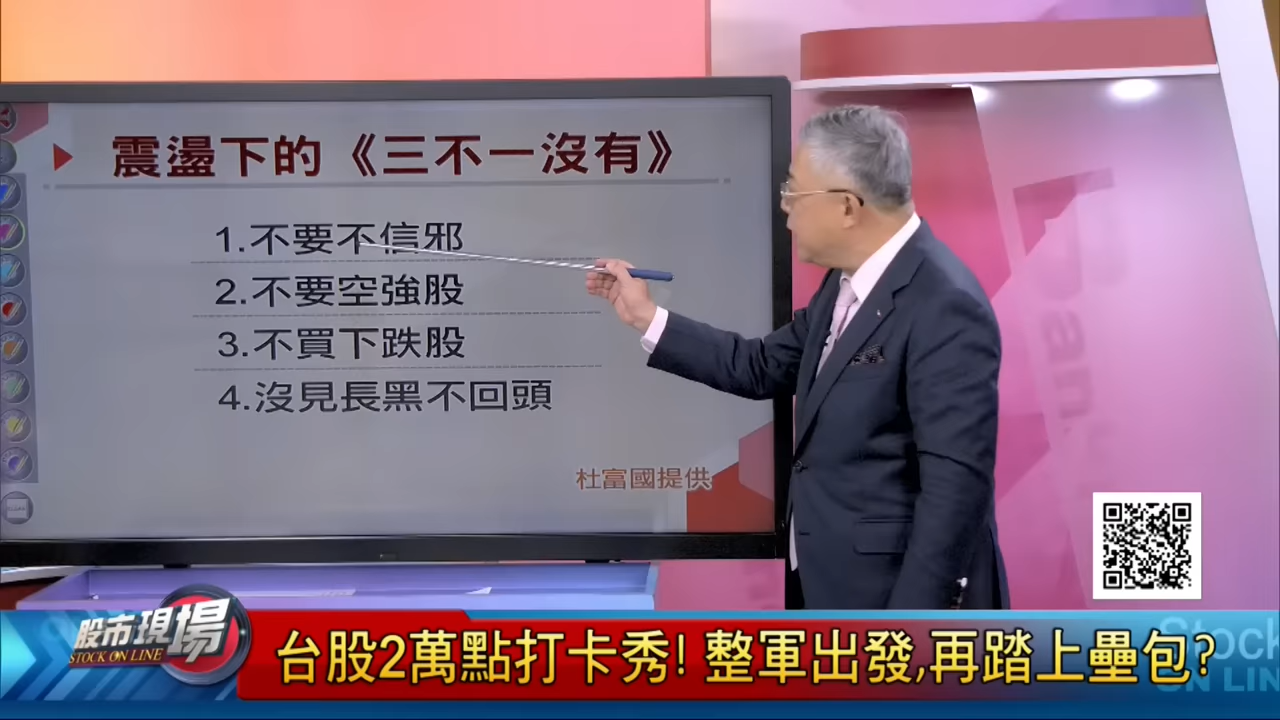 震盪下的《三不一沒有》
1.不要不信邪
2.不要空強股
3.不買下跌股
4.沒見長黑不回頭
杜富國提供
股市現場
STOCK ON LINE
台股2萬點打卡秀! 整軍出發,再踏上壘包?
Stock
ON LIN